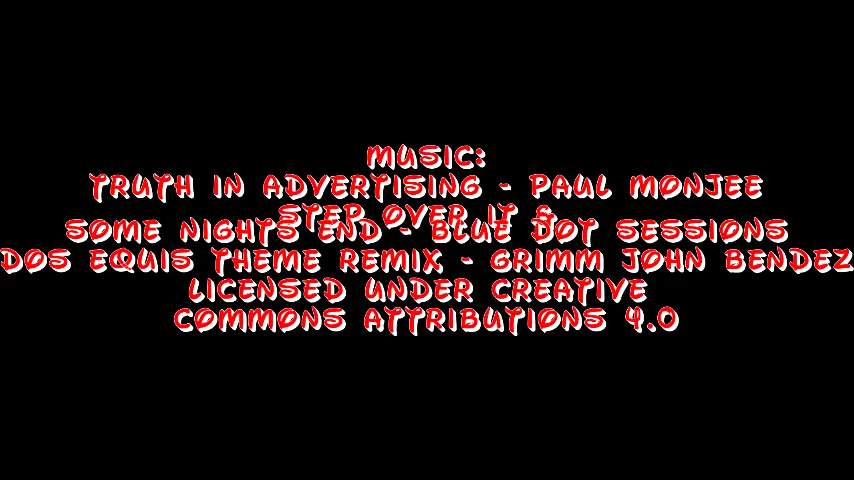 MUSIC:
TRUTH IN ADVERTISING - PAUL MONJEE
STEP OVER IT &
SOME NIGHTS END - BLUE DOT SESSIONS
DOS EQUIS THEME REMIX - GRIMM JOHN BENDEZ
LICENSED UNDER CREATIVE
COMMONS ATTRIBUTIONS 4.0